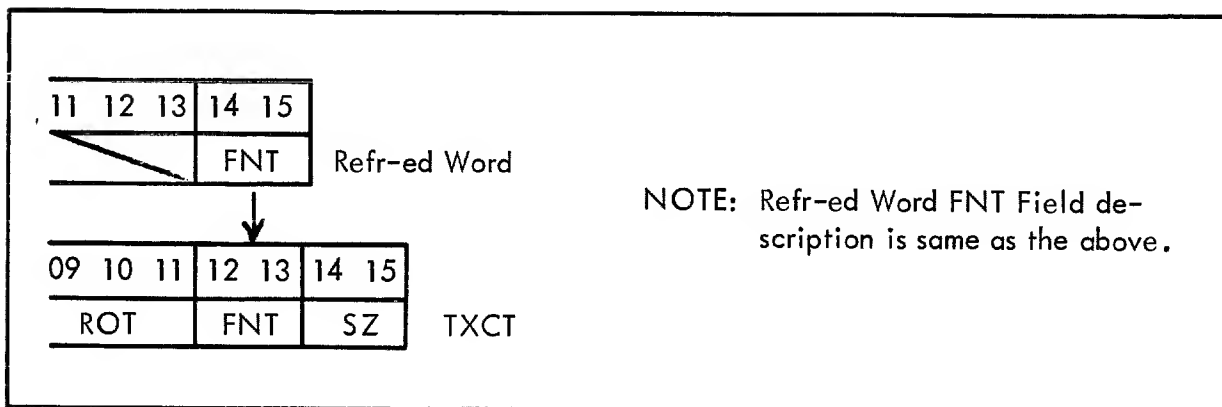 11 12 13 14 15
FNT Refr-ed Word
NOTE: Refr-ed Word FNT Field de-
scription is same as the above.
09 10 11 12 13 14 15
ROT FNT SZ TXCT